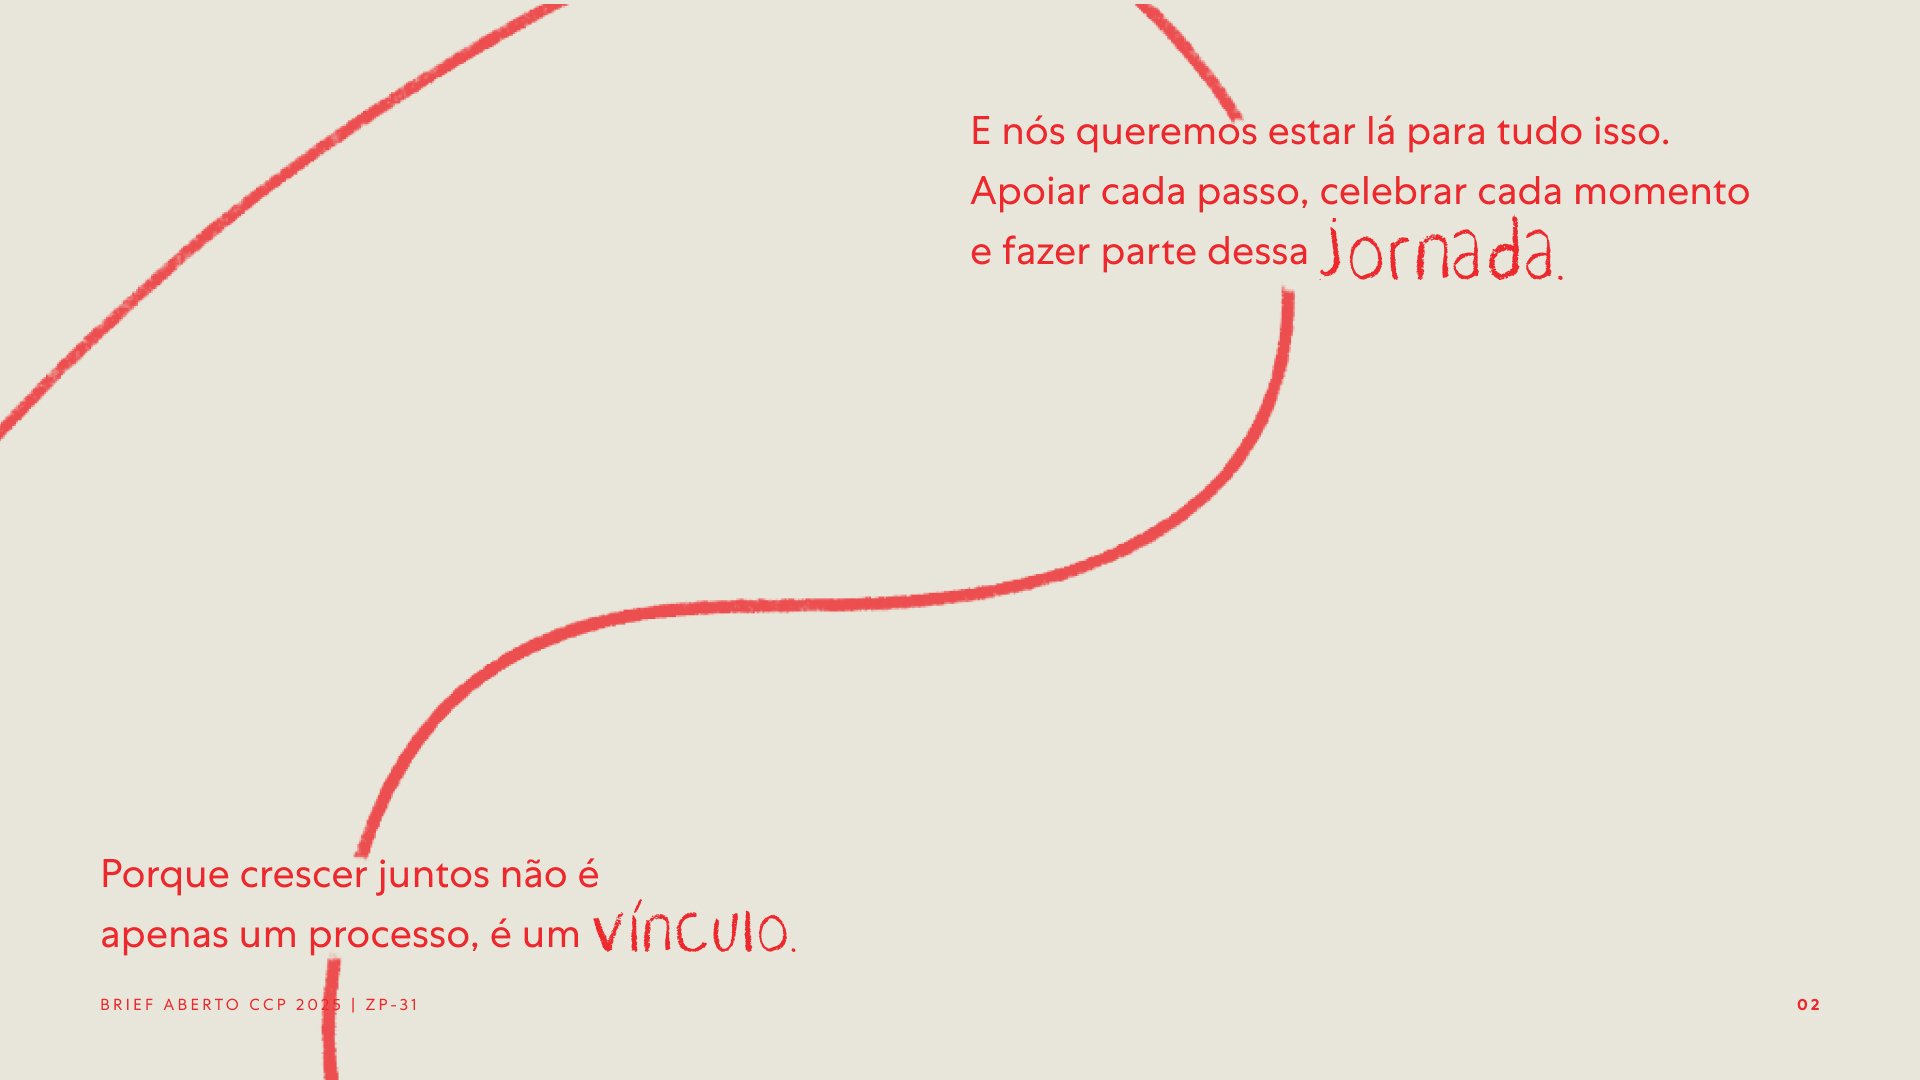 E nós queremos estar lá para tudo isso.
Apoiar cada passo, celebrar cada momento
e fazer parte dessa jornada.
Porque crescer juntos não é
apenas um processo, é um vínculo.
BRIEF ABERTO CCP 2025 | ZP-31
02